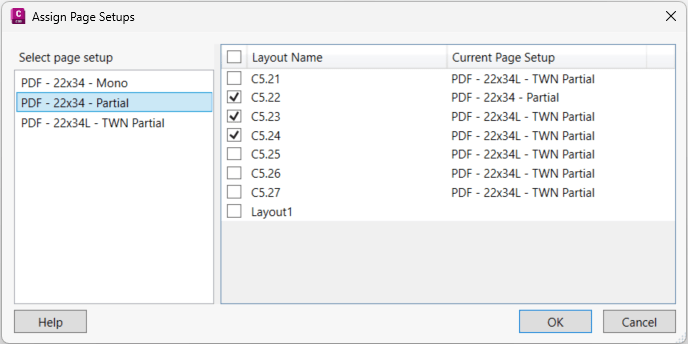 Assign Page Setups
Select page setup
PDF - 22x34 - Mono
PDF - 22x34 - Partial
PDF - 22x34L - TWN Partial
Layout Name Current Page Setup
C5.21 PDF - 22x34L - TWN Partial
C5.22 PDF - 22x34 - Partial
C5.23 PDF - 22x34L - TWN Partial
C5.24 PDF - 22x34L - TWN Partial
C5.25 PDF - 22x34L - TWN Partial
C5.26 PDF - 22x34L - TWN Partial
C5.27 PDF - 22x34L - TWN Partial
Layout1
Help OK Cancel